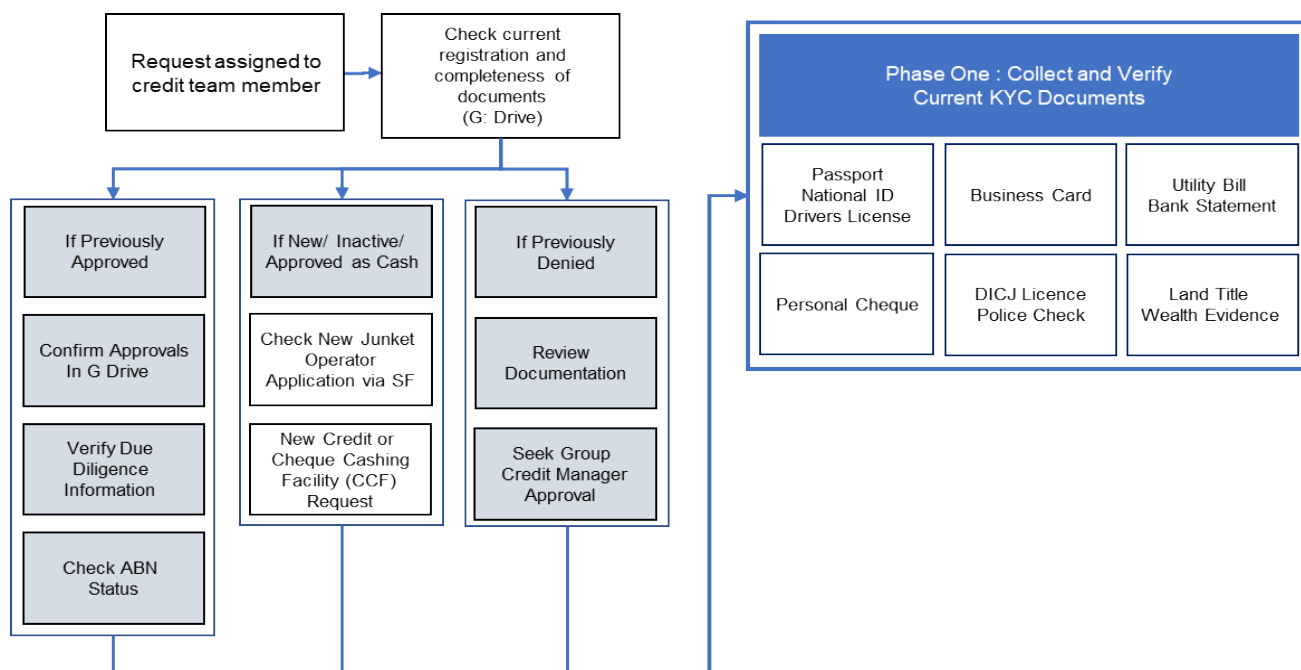 Request assigned to
credit team member
Check current
registration and
completeness of
documents
(G: Drive)
If Previously
Approved
Confirm Approvals
In G Drive
Verify Due
Diligence
Information
Check ABN
Status
If New/ Inactive/
Approved as Cash
Check New Junket
Operator
Application via SF
New Credit or
Cheque Cashing
Facility (CCF)
Request
If Previously
Denied
Review
Documentation
Seek Group
Credit Manager
Approval
Phase One : Collect and Verify
Current KYC Documents
Passport
National ID
Drivers License
Business Card
Utility Bill
Bank Statement
Personal Cheque
DICJ Licence
Police Check
Land Title
Wealth Evidence